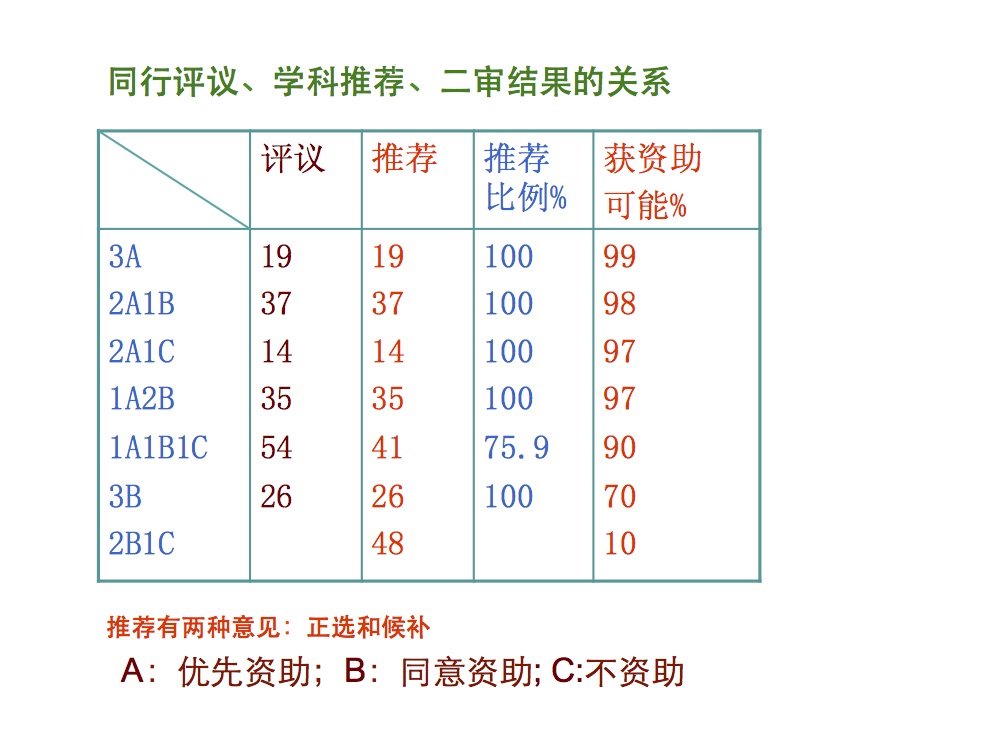 同行评议、学科推荐、二审结果的关系
评议 推荐 推荐比例% 获资助可能%
3A 19 19 100 99
2A1B 37 37 100 98
2A1C 14 14 100 97
1A2B 35 35 100 97
1A1B1C 54 41 75.9 90
3B 26 26 100 70
2B1C 48 10
推荐有两种意见：正选和候补
A：优先资助；B：同意资助; C:不资助